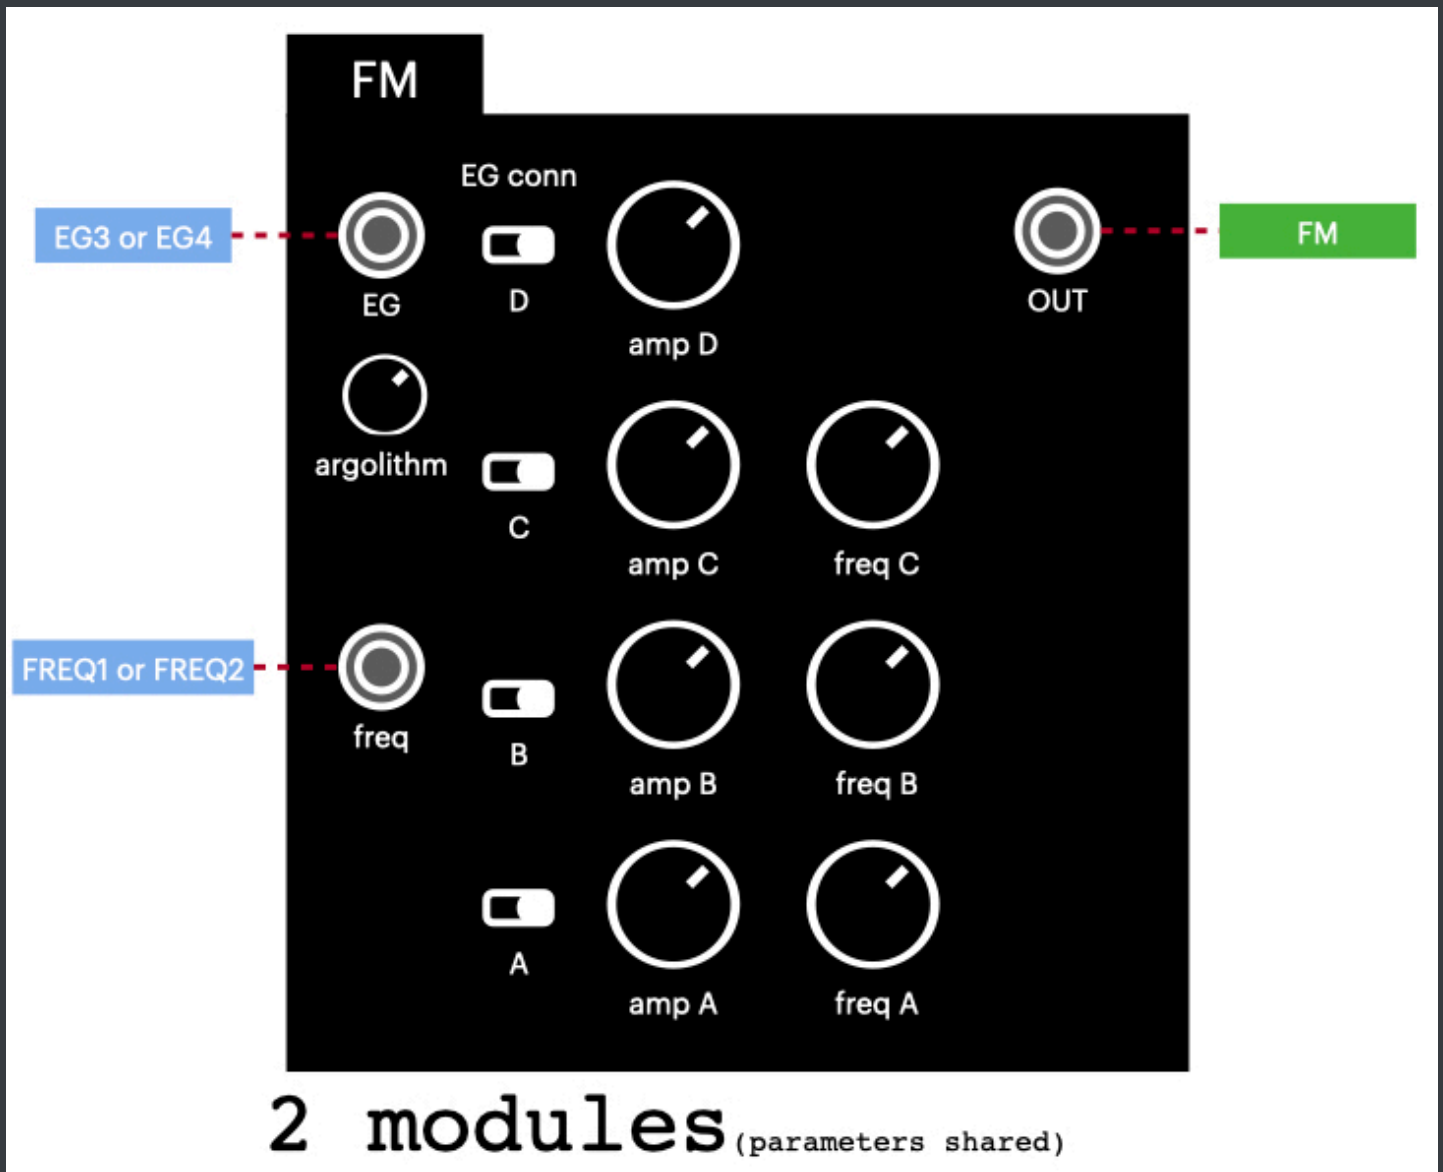 FM
EG conn
EG3 or EG4
FM
EG
D
OUT
amp D
argolithm
C
amp C
freq C
FREQ1 or FREQ2
freq
B
amp B
freq B
A
amp A
freq A
2 modules(parameters shared)